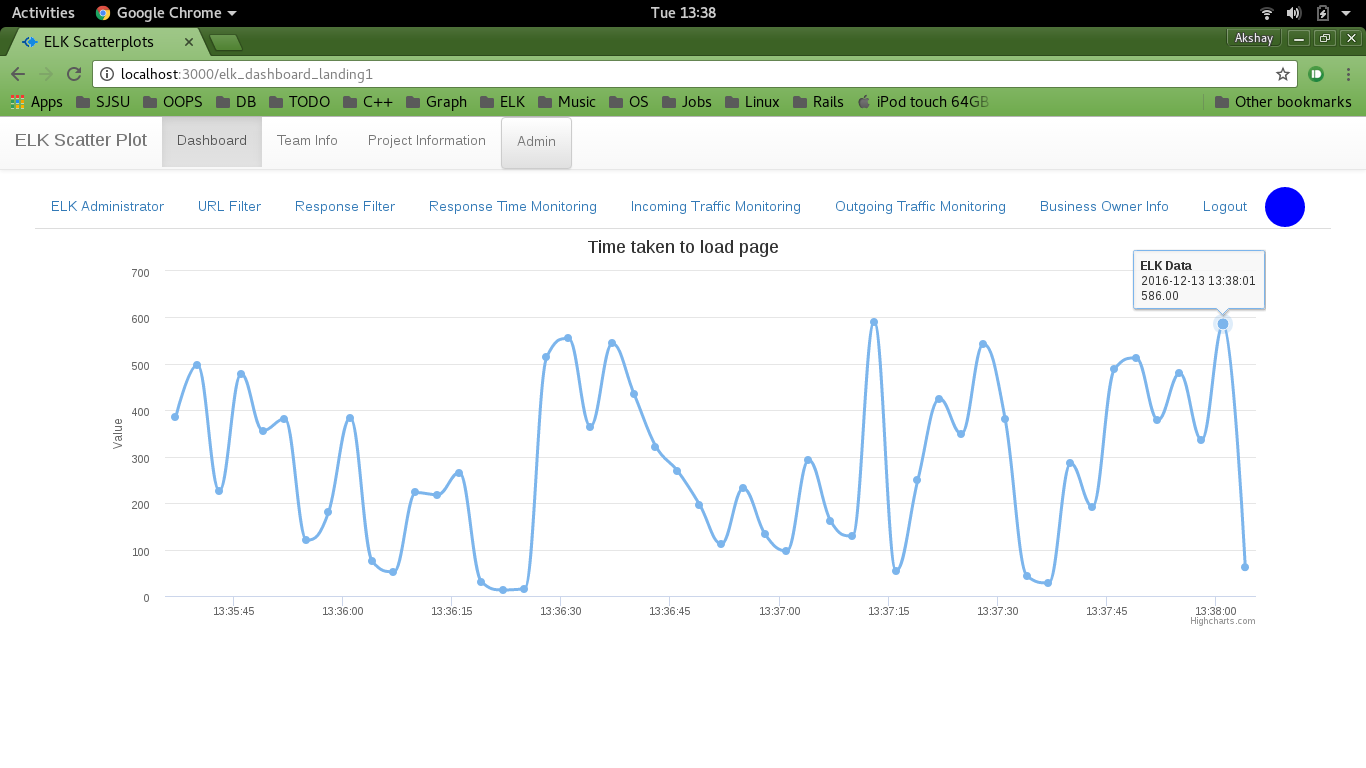 Activities Google Chrome Tue 13:38
ELK Scatterplots Akshay
localhost:3000/elk_dashboard_landing1
Apps SJSU OOPS DB TODO C++ Graph ELK Music OS Jobs Linux Rails iPod touch 64GB Other bookmarks
ELK Scatter Plot Dashboard Team Info Project Information Admin
ELK Administrator URL Filter Response Filter Response Time Monitoring Incoming Traffic Monitoring Outgoing Traffic Monitoring Business Owner Info Logout
Time taken to load page
ELK Data
2016-12-13 13:38:01
586.00
700
600
500
400
300
200
100
0
Value
13:35:45 13:36:00 13:36:15 13:36:30 13:36:45 13:37:00 13:37:15 13:37:30 13:37:45 13:38:00
Highcharts.com